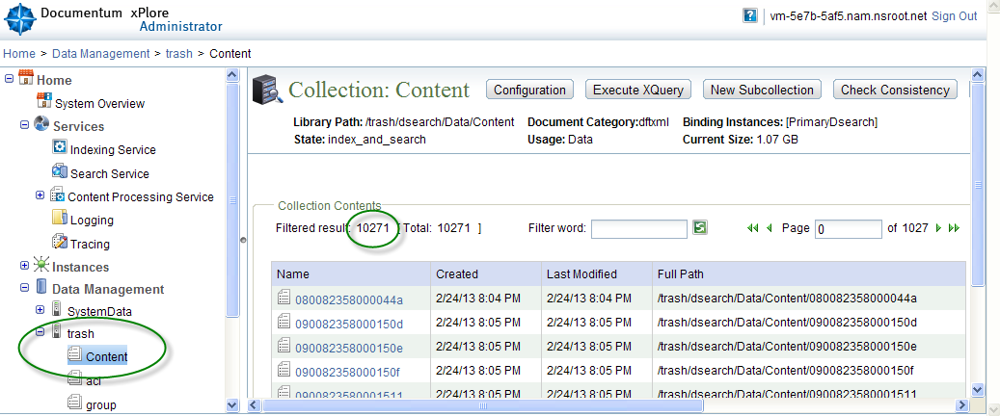 Documentum xPlore
Administrator
vm-5e7b-5af5.nam.nsroot.net Sign Out
Home > Data Management > trash > Content
Home
System Overview
Services
Indexing Service
Search Service
Content Processing Service
Logging
Tracing
Instances
Data Management
SystemData
trash
Content
acl
group
Collection: Content
Configuration
Execute XQuery
New Subcollection
Check Consistency
Library Path: /trash/dsearch/Data/Content Document Category:dftxml Binding Instances: [PrimaryDsearch]
State: index_and_search Usage: Data Current Size: 1.07 GB
Collection Contents
Filtered result: 10271 [ Total: 10271 ] Filter word: Page 0 of 1027
Name Created Last Modified Full Path
080082358000044a 2/24/13 8:04 PM 2/24/13 8:04 PM /trash/dsearch/Data/Content/080082358000044a
090082358000150d 2/24/13 8:05 PM 2/24/13 8:05 PM /trash/dsearch/Data/Content/090082358000150d
090082358000150e 2/24/13 8:05 PM 2/24/13 8:05 PM /trash/dsearch/Data/Content/090082358000150e
090082358000150f 2/24/13 8:05 PM 2/24/13 8:05 PM /trash/dsearch/Data/Content/090082358000150f
0900823580001511 2/24/13 8:05 PM 2/24/13 8:05 PM /trash/dsearch/Data/Content/0900823580001511